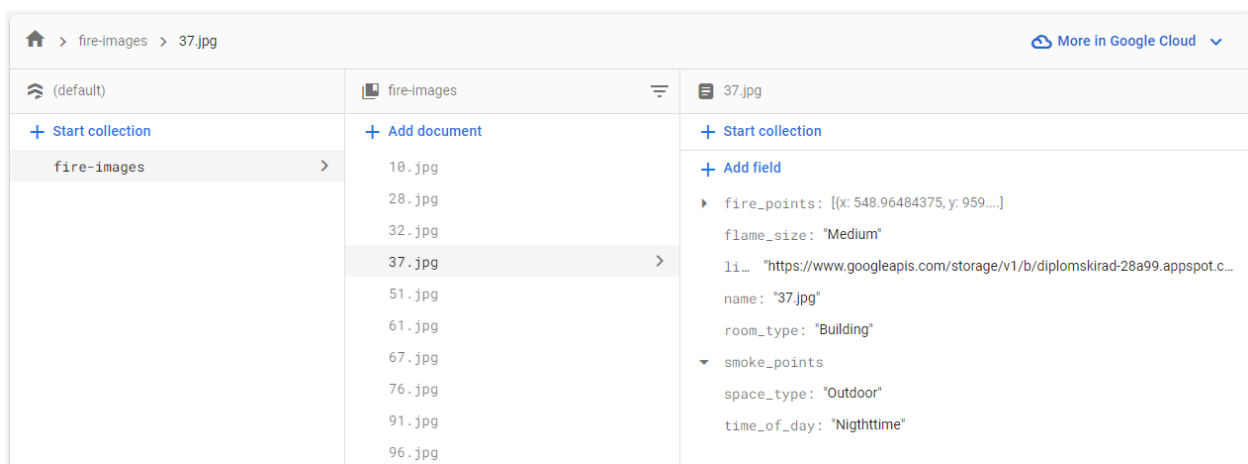 fire-images > 37.jpg
More in Google Cloud
(default)
fire-images
37.jpg
+ Start collection
+ Add document
+ Start collection
fire-images
10.jpg
28.jpg
32.jpg
37.jpg
51.jpg
61.jpg
67.jpg
76.jpg
91.jpg
96.jpg
+ Add field
fire_points: [{x: 548.96484375, y: 959....]
flame_size: "Medium"
li… "https://www.googleapis.com/storage/v1/b/diplomskirad-28a99.appspot.c...
name: "37.jpg"
room_type: "Building"
smoke_points
space_type: "Outdoor"
time_of_day: "Nigthttime"